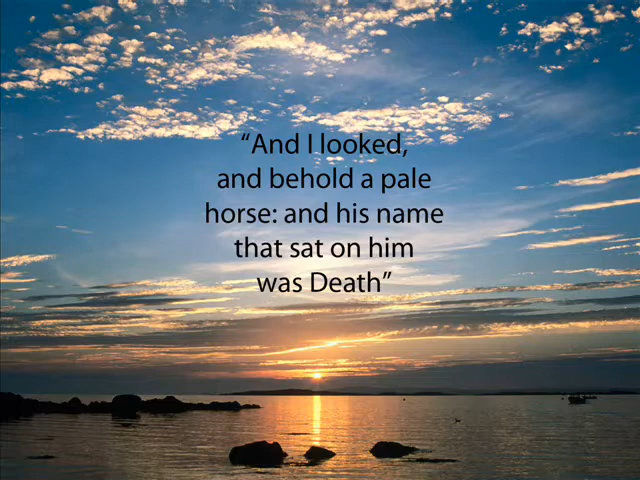 “And I looked,
and behold a pale
horse: and his name
that sat on him
was Death”